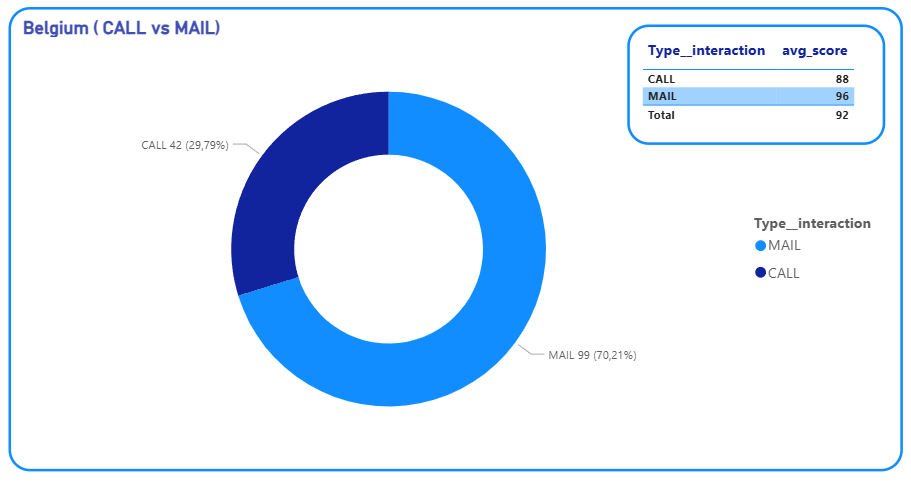 Belgium ( CALL vs MAIL)
Type__interaction avg_score
CALL 88
MAIL 96
Total 92
CALL 42 (29,79%)
MAIL 99 (70,21%)
Type__interaction
MAIL
CALL